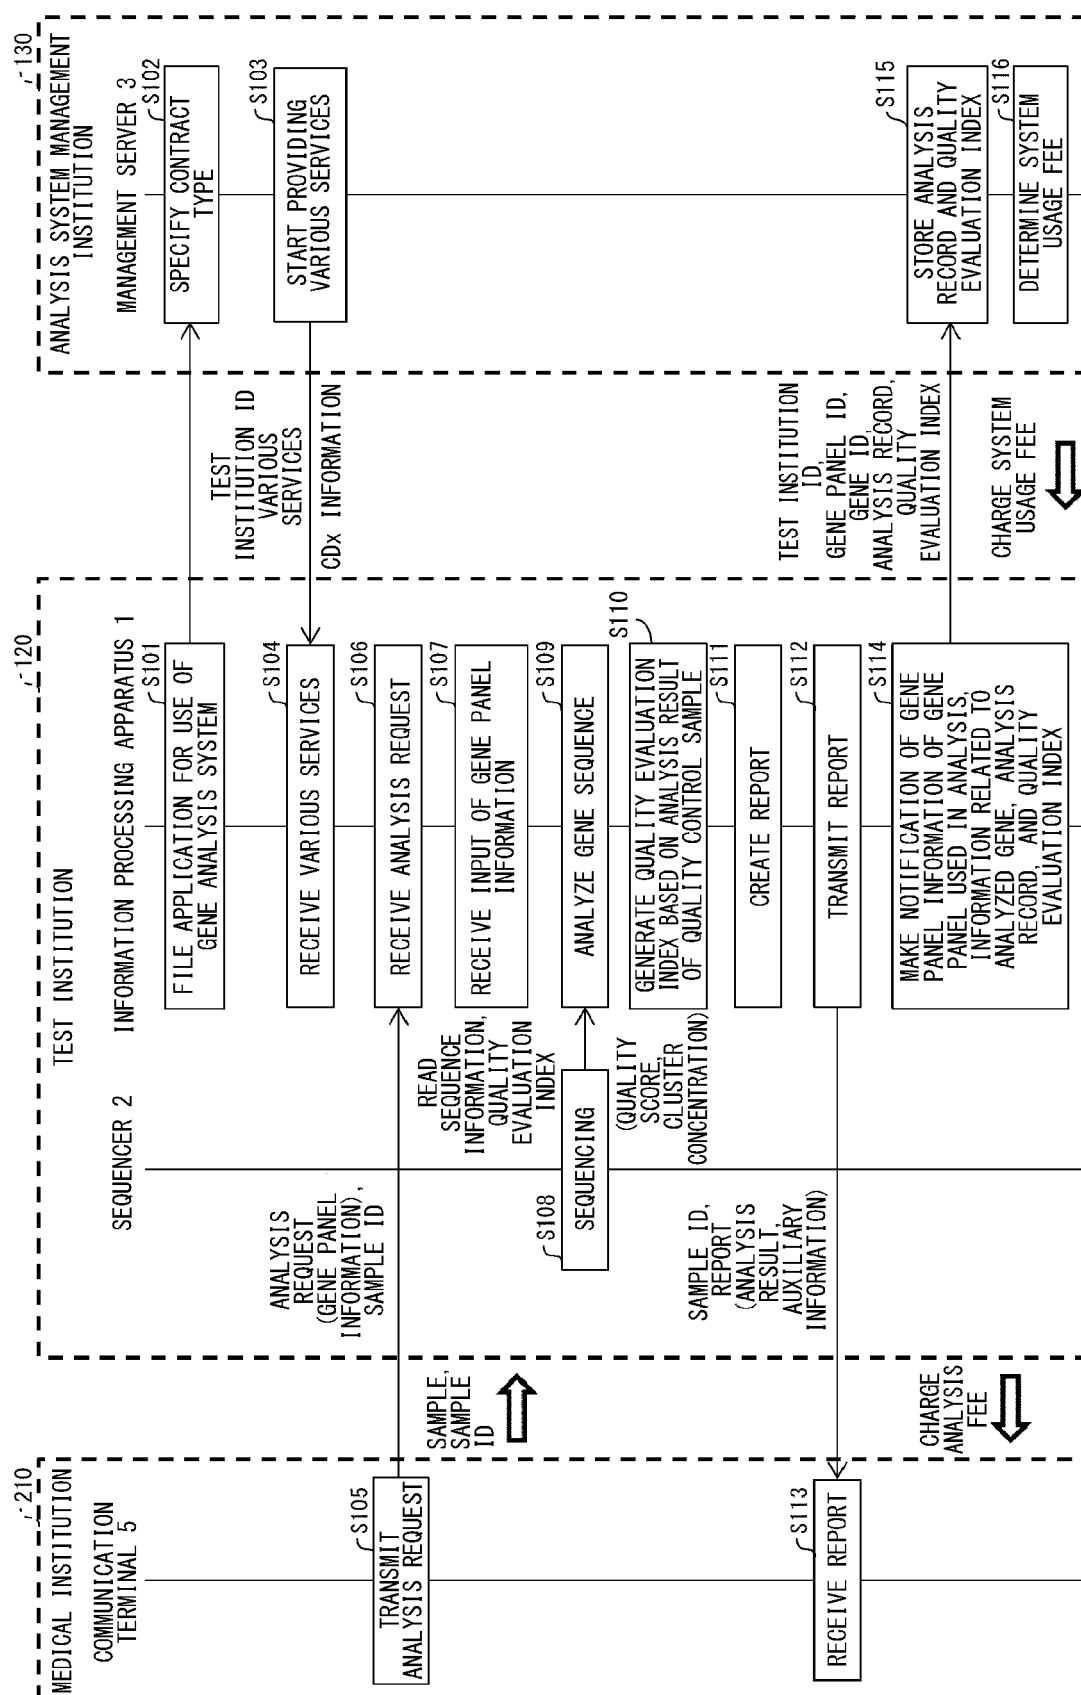 210
MEDICAL INSTITUTION
COMMUNICATION
TERMINAL 5
S105
TRANSMIT
ANALYSIS REQUEST
S113
RECEIVE REPORT
SAMPLE,
SAMPLE
ID
CHARGE
ANALYSIS
FEE
120
TEST INSTITUTION
SEQUENCER 2
INFORMATION PROCESSING APPARATUS 1
ANALYSIS
REQUEST
(GENE PANEL
INFORMATION),
SAMPLE ID
S108
SEQUENCING
SAMPLE ID,
REPORT
(ANALYSIS
RESULT,
AUXILIARY
INFORMATION)
READ
SEQUENCE
INFORMATION,
QUALITY
EVALUATION
INDEX
(QUALITY
SCORE,
CLUSTER
CONCENTRATION)
S101
FILE APPLICATION FOR USE OF
GENE ANALYSIS SYSTEM
S104
RECEIVE VARIOUS SERVICES
S106
RECEIVE ANALYSIS REQUEST
S107
RECEIVE INPUT OF GENE PANEL
INFORMATION
S109
ANALYZE GENE SEQUENCE
S110
GENERATE QUALITY EVALUATION
INDEX BASED ON ANALYSIS RESULT
OF QUALITY CONTROL SAMPLE
S111
CREATE REPORT
S112
TRANSMIT REPORT
S114
MAKE NOTIFICATION OF GENE
PANEL INFORMATION OF GENE
PANEL USED IN ANALYSIS,
INFORMATION RELATED TO
ANALYZED GENE, ANALYSIS
RECORD, AND QUALITY
EVALUATION INDEX
TEST
INSTITUTION ID
VARIOUS
SERVICES
CDx INFORMATION
TEST INSTITUTION
ID,
GENE PANEL ID,
GENE ID,
ANALYSIS RECORD,
QUALITY
EVALUATION INDEX
CHARGE SYSTEM
USAGE FEE
130
ANALYSIS SYSTEM MANAGEMENT
INSTITUTION
MANAGEMENT SERVER 3
S102
SPECIFY CONTRACT
TYPE
S103
START PROVIDING
VARIOUS SERVICES
S115
STORE ANALYSIS
RECORD AND QUALITY
EVALUATION INDEX
S116
DETERMINE SYSTEM
USAGE FEE